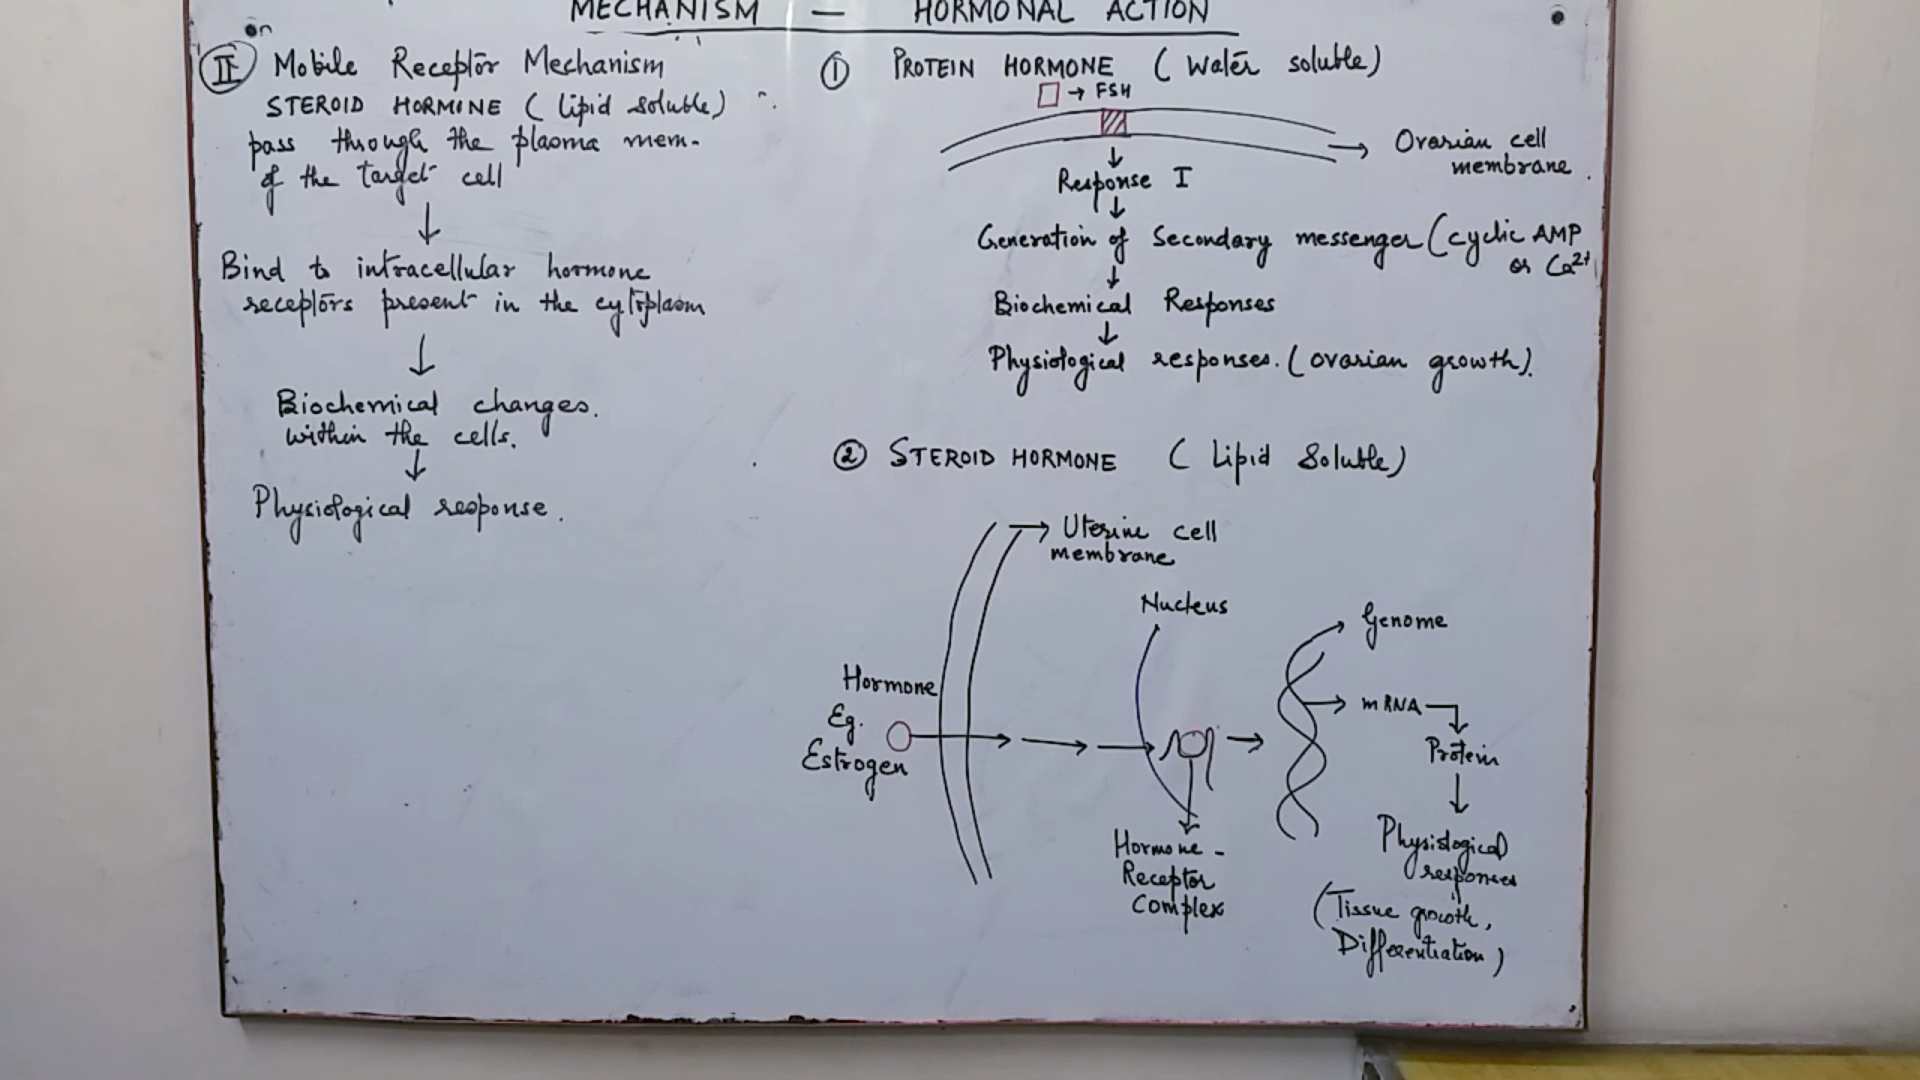 MECHANISM — HORMONAL ACTION
II Mobile Receptor Mechanism
STEROID HORMONE ( lipid soluble )
pass through the plasma mem-
of the target cell
↓
Bind to intracellular hormone
receptors present in the cytoplasm
↓
Biochemical changes.
within the cells.
↓
Physiological response.
① PROTEIN HORMONE ( Water soluble )
→ FSH
→ Ovarian cell
membrane.
↓
Response I
↓
Generation of Secondary messenger ( cyclic AMP
or Ca2+
↓
Biochemical Responses
↓
Physiological responses. ( ovarian growth ).
② STEROID HORMONE ( Lipid Soluble )
→ Uterine cell
membrane
Nucleus
Genome
Hormone
Eg.
Estrogen
→ mRNA
Protein
↓
Physiological
responses
( Tissue growth,
Differentiation )
Hormone -
Receptor
Complex